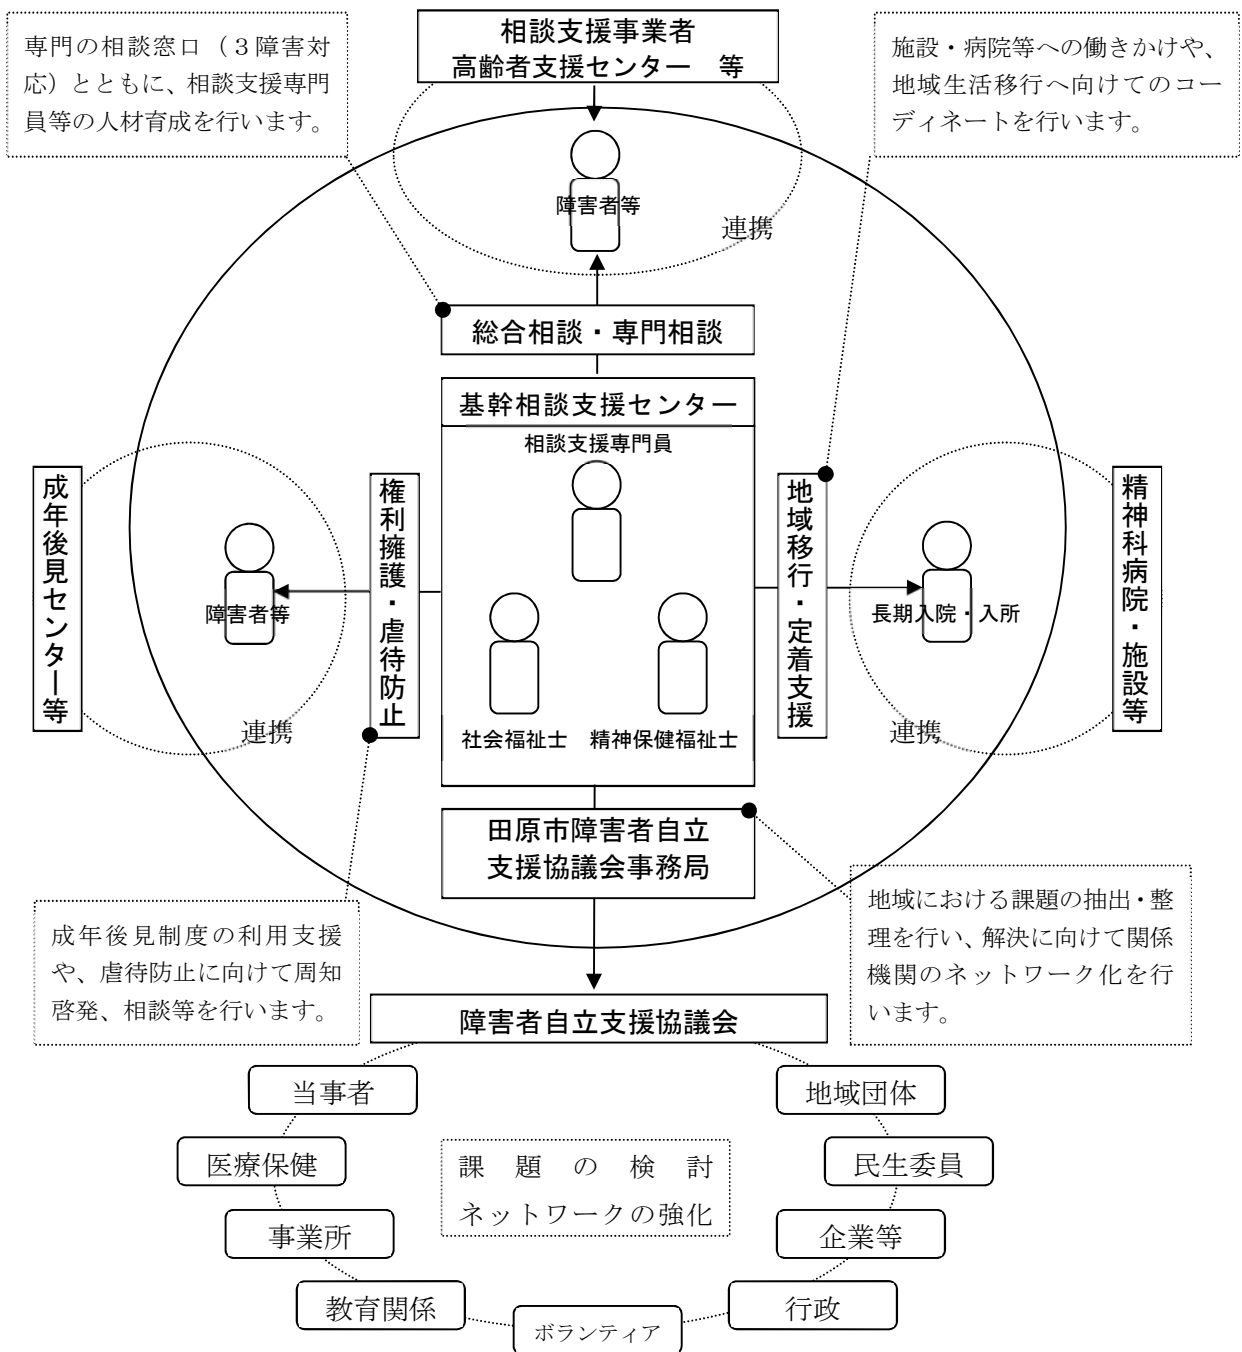 相談支援事業者
高齢者支援センター　等
専門の相談窓口（３障害対
応）とともに、相談支援専門
員等の人材育成を行います。
施設・病院等への働きかけや、
地域生活移行へ向けてのコー
ディネートを行います。
障害者等
連携
総合相談・専門相談
基幹相談支援センター
相談支援専門員
社会福祉士
精神保健福祉士
成年後見センター等
障害者等
連携
権利擁護・虐待防止
地域移行・定着支援
長期入院・入所
連携
精神科病院・施設等
田原市障害者自立
支援協議会事務局
成年後見制度の利用支援
や、虐待防止に向けて周知
啓発、相談等を行います。
地域における課題の抽出・整
理を行い、解決に向けて関係
機関のネットワーク化を行
います。
障害者自立支援協議会
当事者
地域団体
医療保健
課題の検討
ネットワークの強化
民生委員
事業所
企業等
教育関係
ボランティア
行政